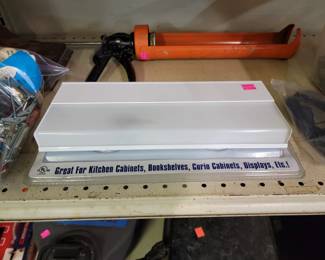 Great For Kitchen Cabinets, Bookshelves, Curio Cabinets, Displays, Etc.!